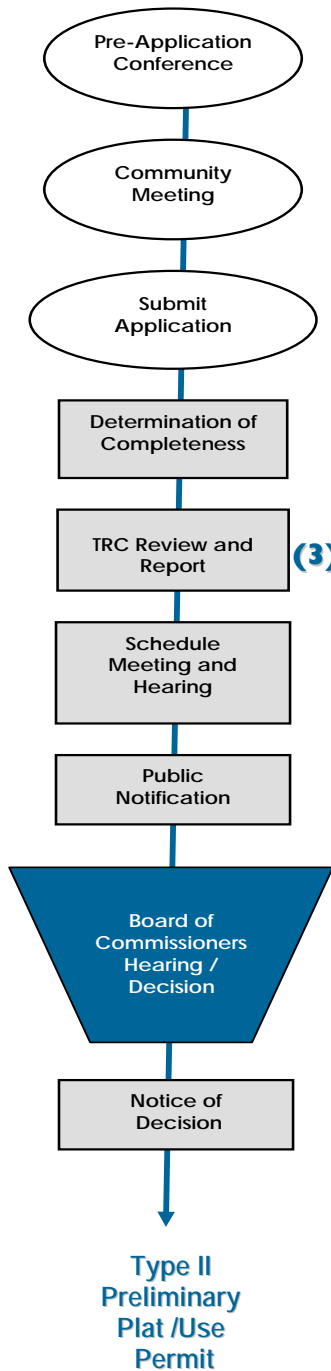 Pre-Application
Conference
Community
Meeting
Submit
Application
Determination of
Completeness
TRC Review and
Report
(3)
Schedule
Meeting and
Hearing
Public
Notification
Board of
Commissioners
Hearing /
Decision
Notice of
Decision
Type II
Preliminary
Plat /Use
Permit